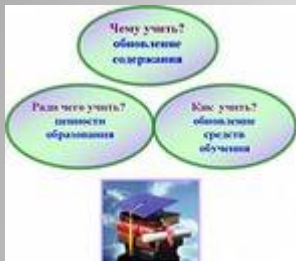 Чему учить?
обновление
содержания
Ради чего учить?
ценности
образования
Как учить?
обновление
средств
обучения